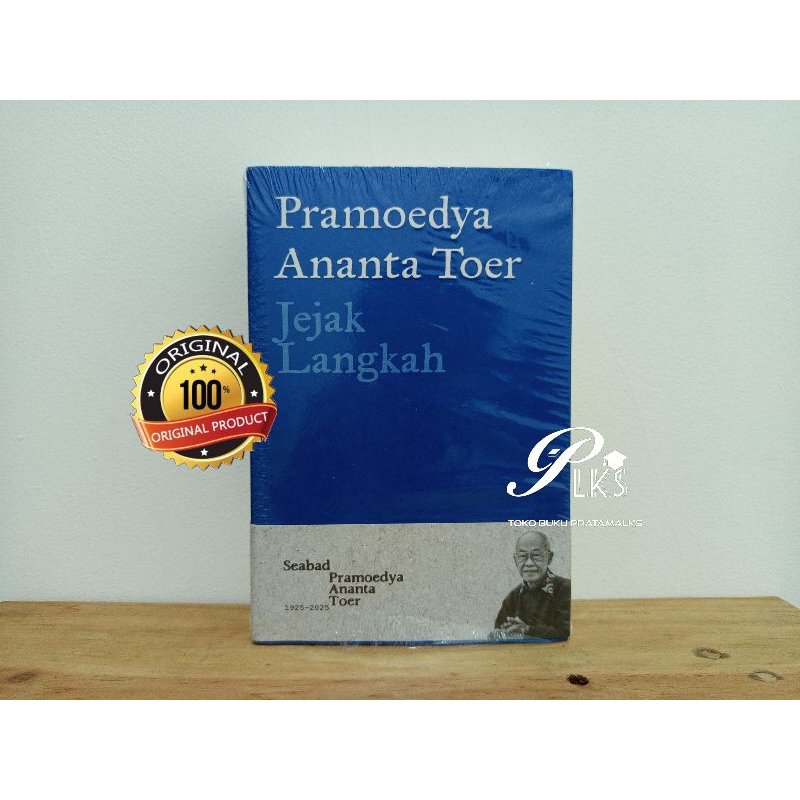 Pramoedya
Ananta Toer
Jejak
Langkah
ORIGINAL
100%
ORIGINAL PRODUCT
PLKS
TOKO BUKU PRATAMALKS
Seabad
Pramoedya
Ananta
Toer
1925-2025